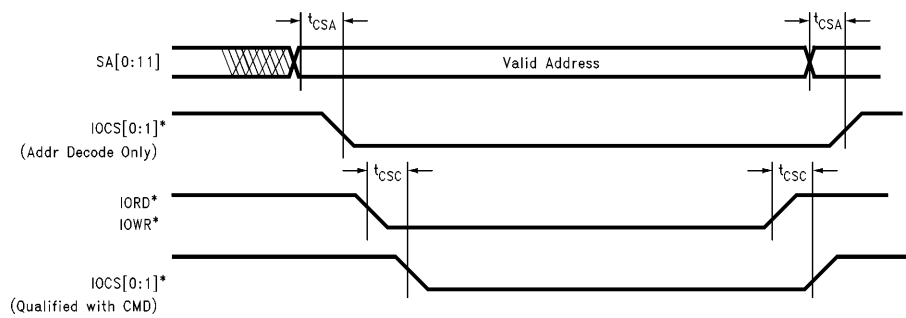 tCSA
tCSA
SA[0:11]
Valid Address
IOCS[0:1]*
(Addr Decode Only)
tCSC
tCSC
IORD*
IOWR*
IOCS[0:1]*
(Qualified with CMD)